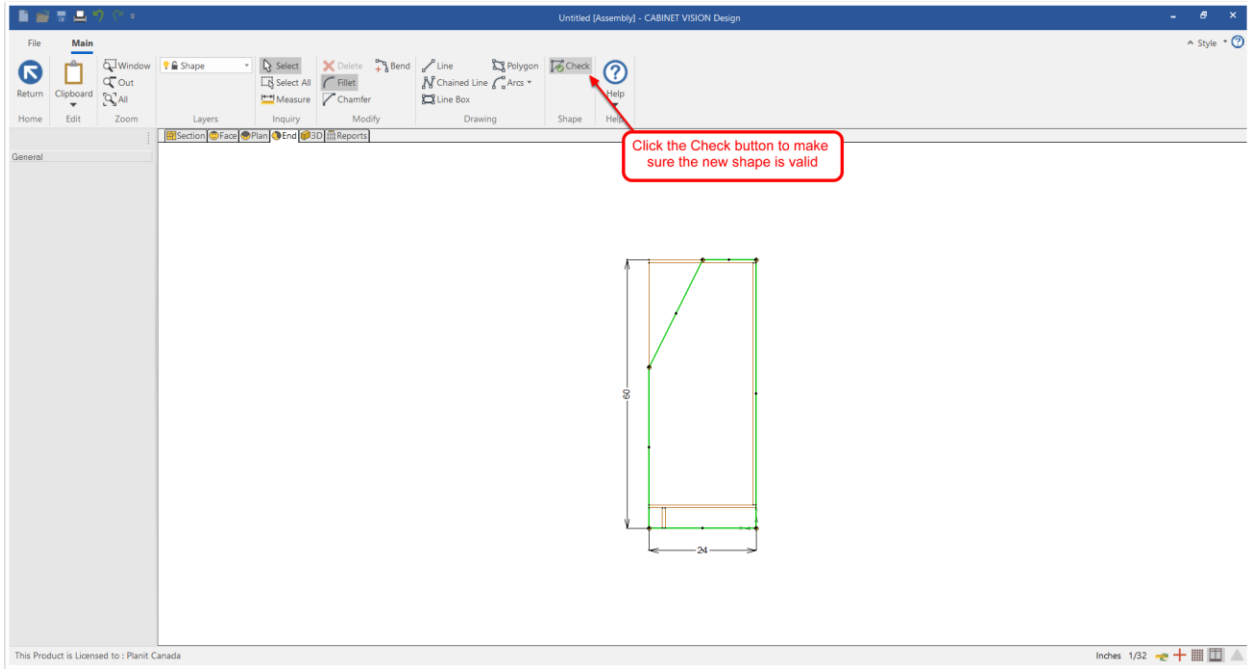 Untitled [Assembly] - CABINET VISION Design
File Main Style
Return Clipboard Window Out All Shape Select Select All Measure Delete Bend Fillet Chamfer Line Polygon Chained Line Arcs Line Box Check Help
Home Edit Zoom Layers Inquiry Modify Drawing Shape Help
Section Face Plan End 3D Reports
General
Click the Check button to make
sure the new shape is valid
60
24
This Product is Licensed to : Planit Canada Inches 1/32